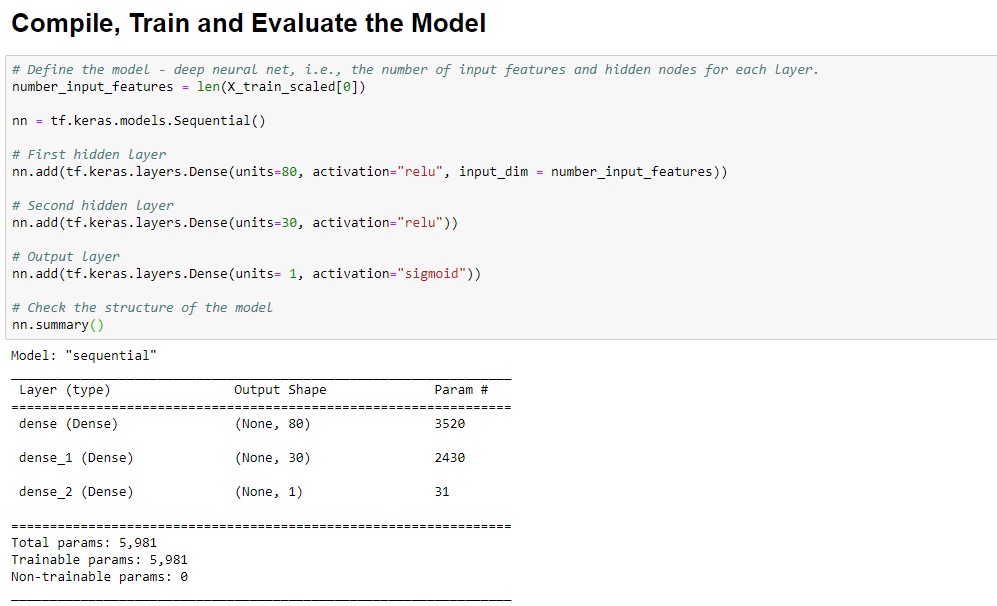 Compile, Train and Evaluate the Model
# Define the model - deep neural net, i.e., the number of input features and hidden nodes for each layer.
number_input_features = len(X_train_scaled[0])
nn = tf.keras.models.Sequential()
# First hidden layer
nn.add(tf.keras.layers.Dense(units=80, activation="relu", input_dim = number_input_features))
# Second hidden layer
nn.add(tf.keras.layers.Dense(units=30, activation="relu"))
# Output layer
nn.add(tf.keras.layers.Dense(units= 1, activation="sigmoid"))
# Check the structure of the model
nn.summary()
Model: "sequential"
_________________________________________________________________
Layer (type) Output Shape Param #
=================================================================
dense (Dense) (None, 80) 3520
dense_1 (Dense) (None, 30) 2430
dense_2 (Dense) (None, 1) 31
=================================================================
Total params: 5,981
Trainable params: 5,981
Non-trainable params: 0
_________________________________________________________________